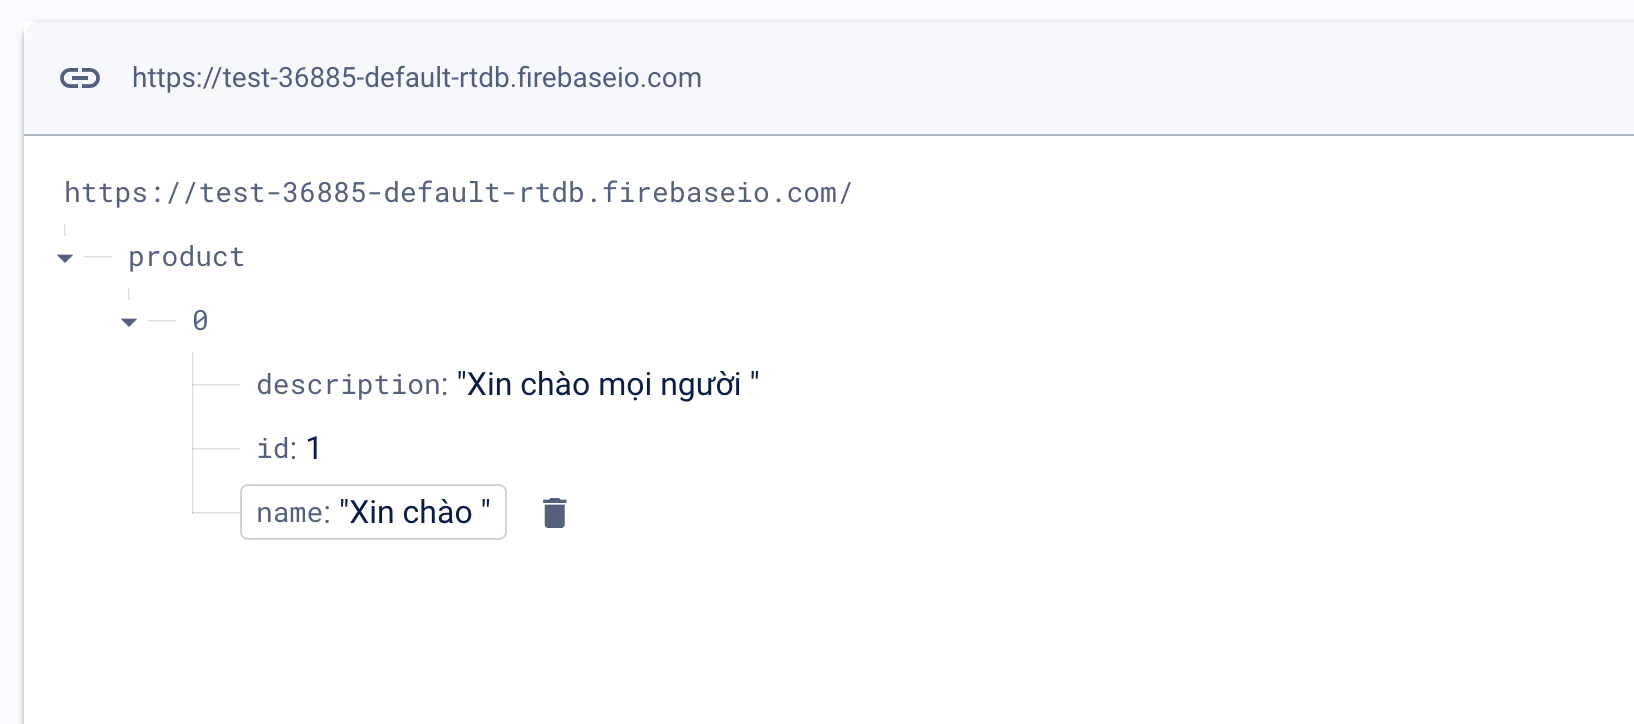 https://test-36885-default-rtdb.firebaseio.com
https://test-36885-default-rtdb.firebaseio.com/
product
0
description: "Xin chào mọi người "
id: 1
name: "Xin chào "